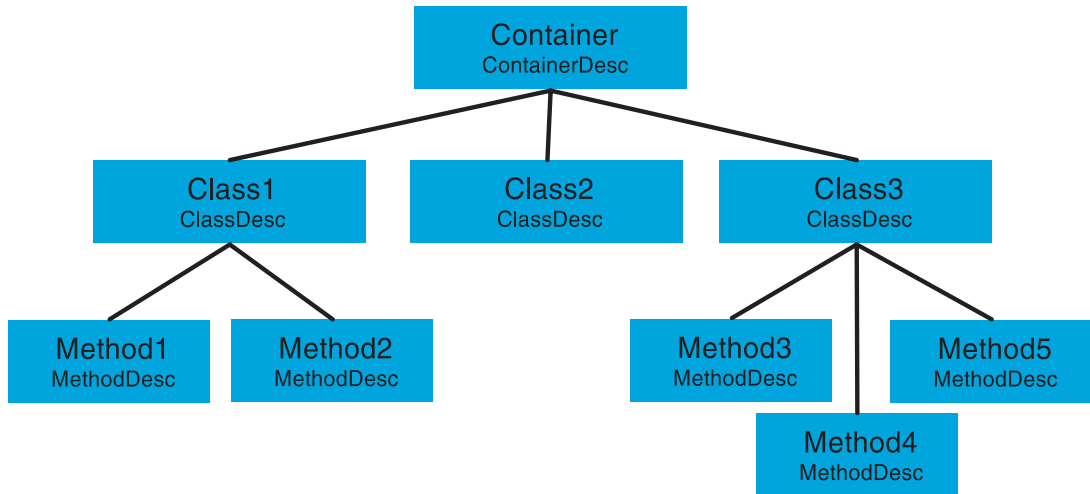 Container
ContainerDesc
Class1
ClassDesc
Class2
ClassDesc
Class3
ClassDesc
Method1
MethodDesc
Method2
MethodDesc
Method3
MethodDesc
Method5
MethodDesc
Method4
MethodDesc